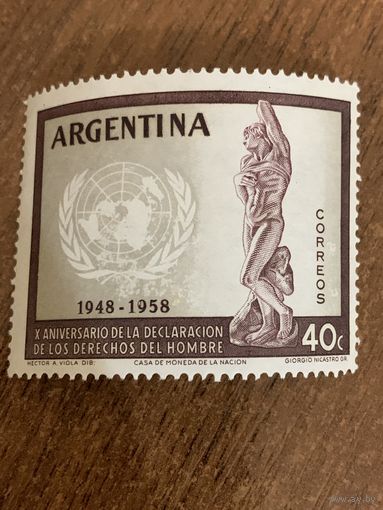 ARGENTINA
1948-1958
X ANIVERSARIO DE LA DECLARACION
DE LOS DERECHOS DEL HOMBRE
CORREOS
40c
HECTOR A. VIOLA DIB: CASA DE MONEDA DE LA NACION GIORGIO NICASTRO GR.